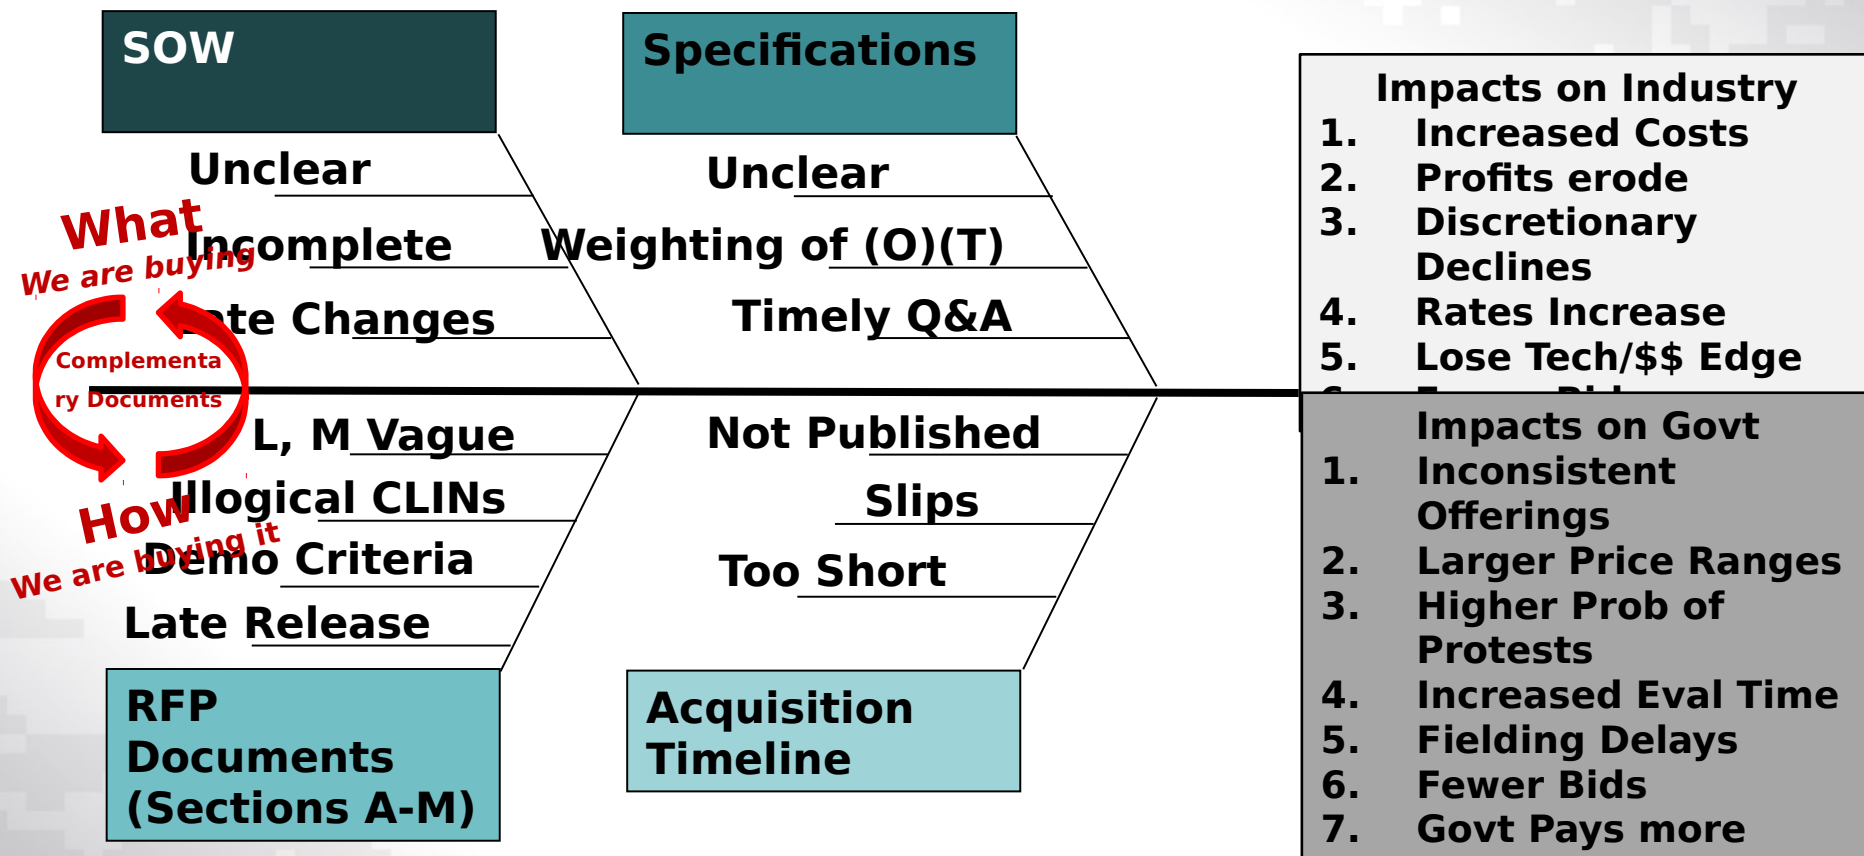 SOW
Unclear
Incomplete
Late Changes
Specifications
Unclear
Weighting of (O)(T)
Timely Q&A
What
We are buying
Complementa
ry Documents
How
We are buying it
L, M Vague
Illogical CLINs
Demo Criteria
Late Release
RFP
Documents
(Sections A-M)
Not Published
Slips
Too Short
Acquisition
Timeline
Impacts on Industry
1. Increased Costs
2. Profits erode
3. Discretionary
Declines
4. Rates Increase
5. Lose Tech/$$ Edge
Impacts on Govt
1. Inconsistent
Offerings
2. Larger Price Ranges
3. Higher Prob of
Protests
4. Increased Eval Time
5. Fielding Delays
6. Fewer Bids
7. Govt Pays more